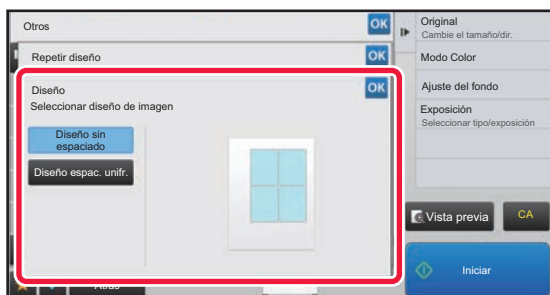 Otros
OK
Repetir diseño
OK
Diseño
OK
Seleccionar diseño de imagen
Diseño sin
espaciado
Diseño espac. unifr.
Atrás
Original
Cambie el tamaño/dir.
Modo Color
Ajuste del fondo
Exposición
Seleccionar tipo/exposición
Vista previa
CA
Iniciar